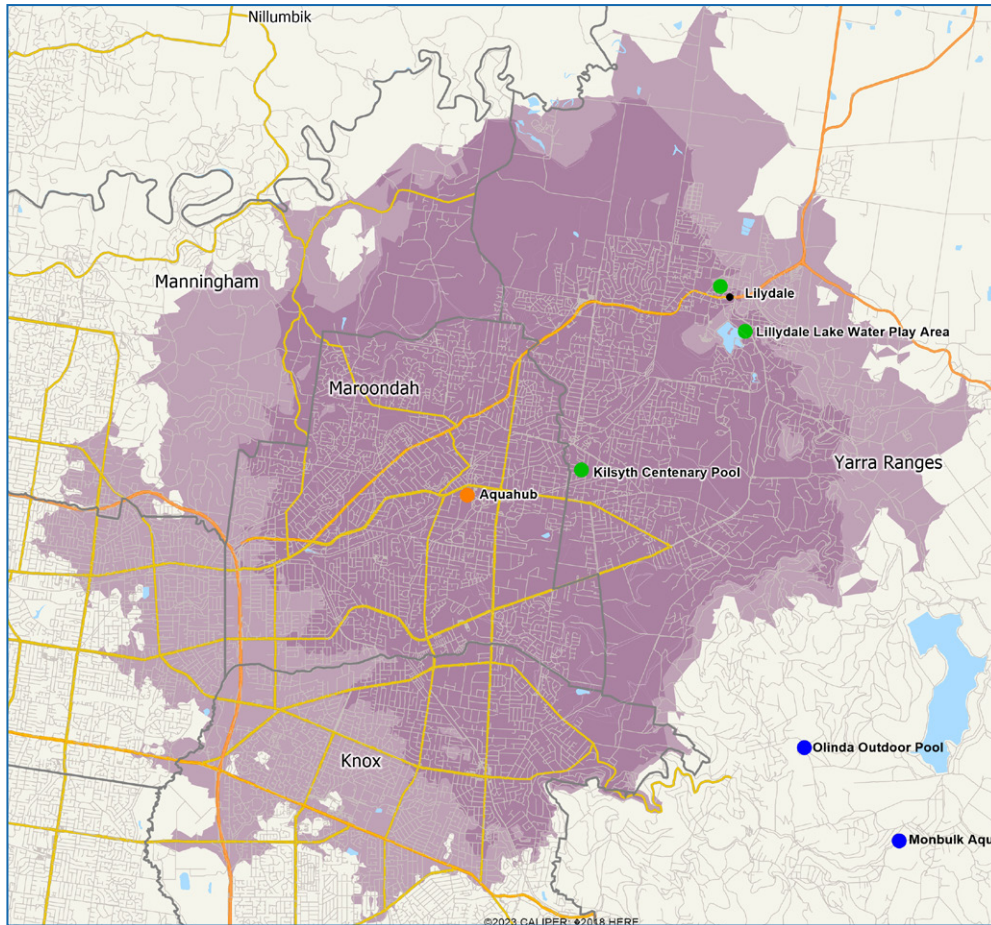 Nillumbik
Manningham
Lilydale
Lillydale Lake Water Play Area
Maroondah
Yarra Ranges
Kilsyth Centenary Pool
Aquahub
Olinda Outdoor Pool
Knox
Monbulk Aqu
©2023 CALIPER; �2018 HERE